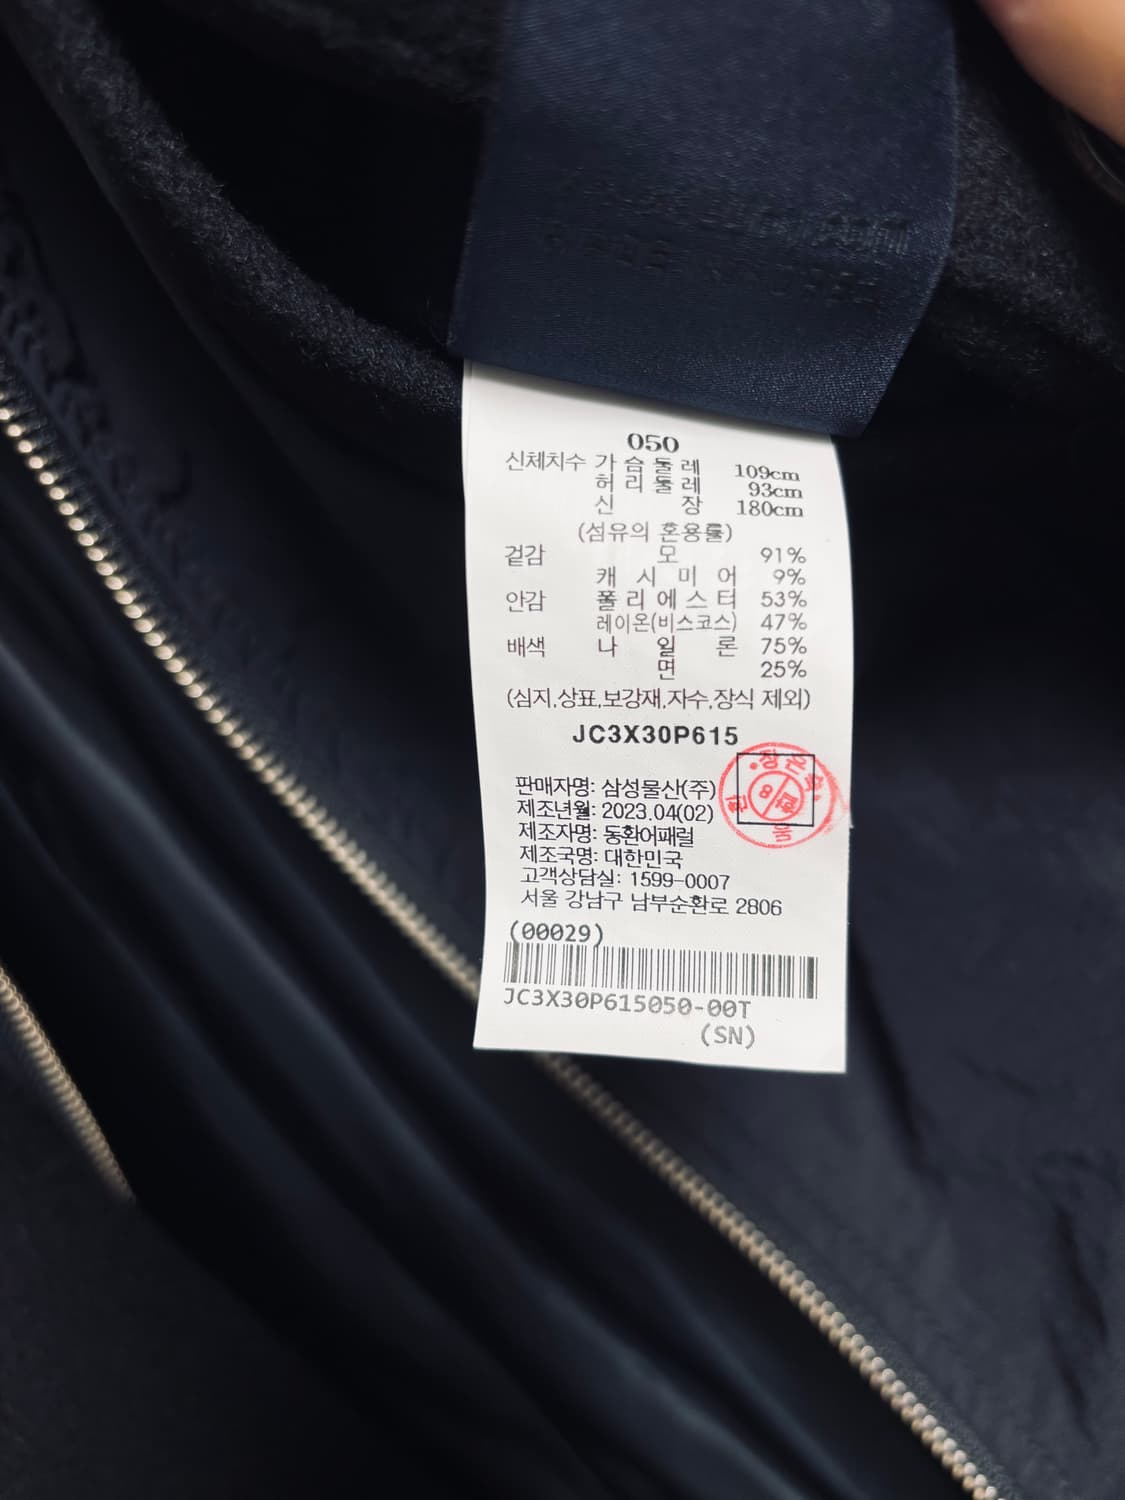 050
신체치수 가슴둘레 109cm
허리둘레 93cm
신 장 180cm
(섬유의 혼용률)
겉감 모 91%
캐시미어 9%
안감 폴리에스터 53%
레이온(비스코스) 47%
배색 나일론 75%
면 25%
(심지,상표,보강재,자수,장식 제외)
JC3X30P615
판매자명: 삼성물산(주)
제조년월: 2023.04(02)
제조자명: 동환어패럴
제조국명: 대한민국
고객상담실: 1599-0007
서울 강남구 남부순환로 2806
(00029)
JC3X30P615050-00T
(SN)